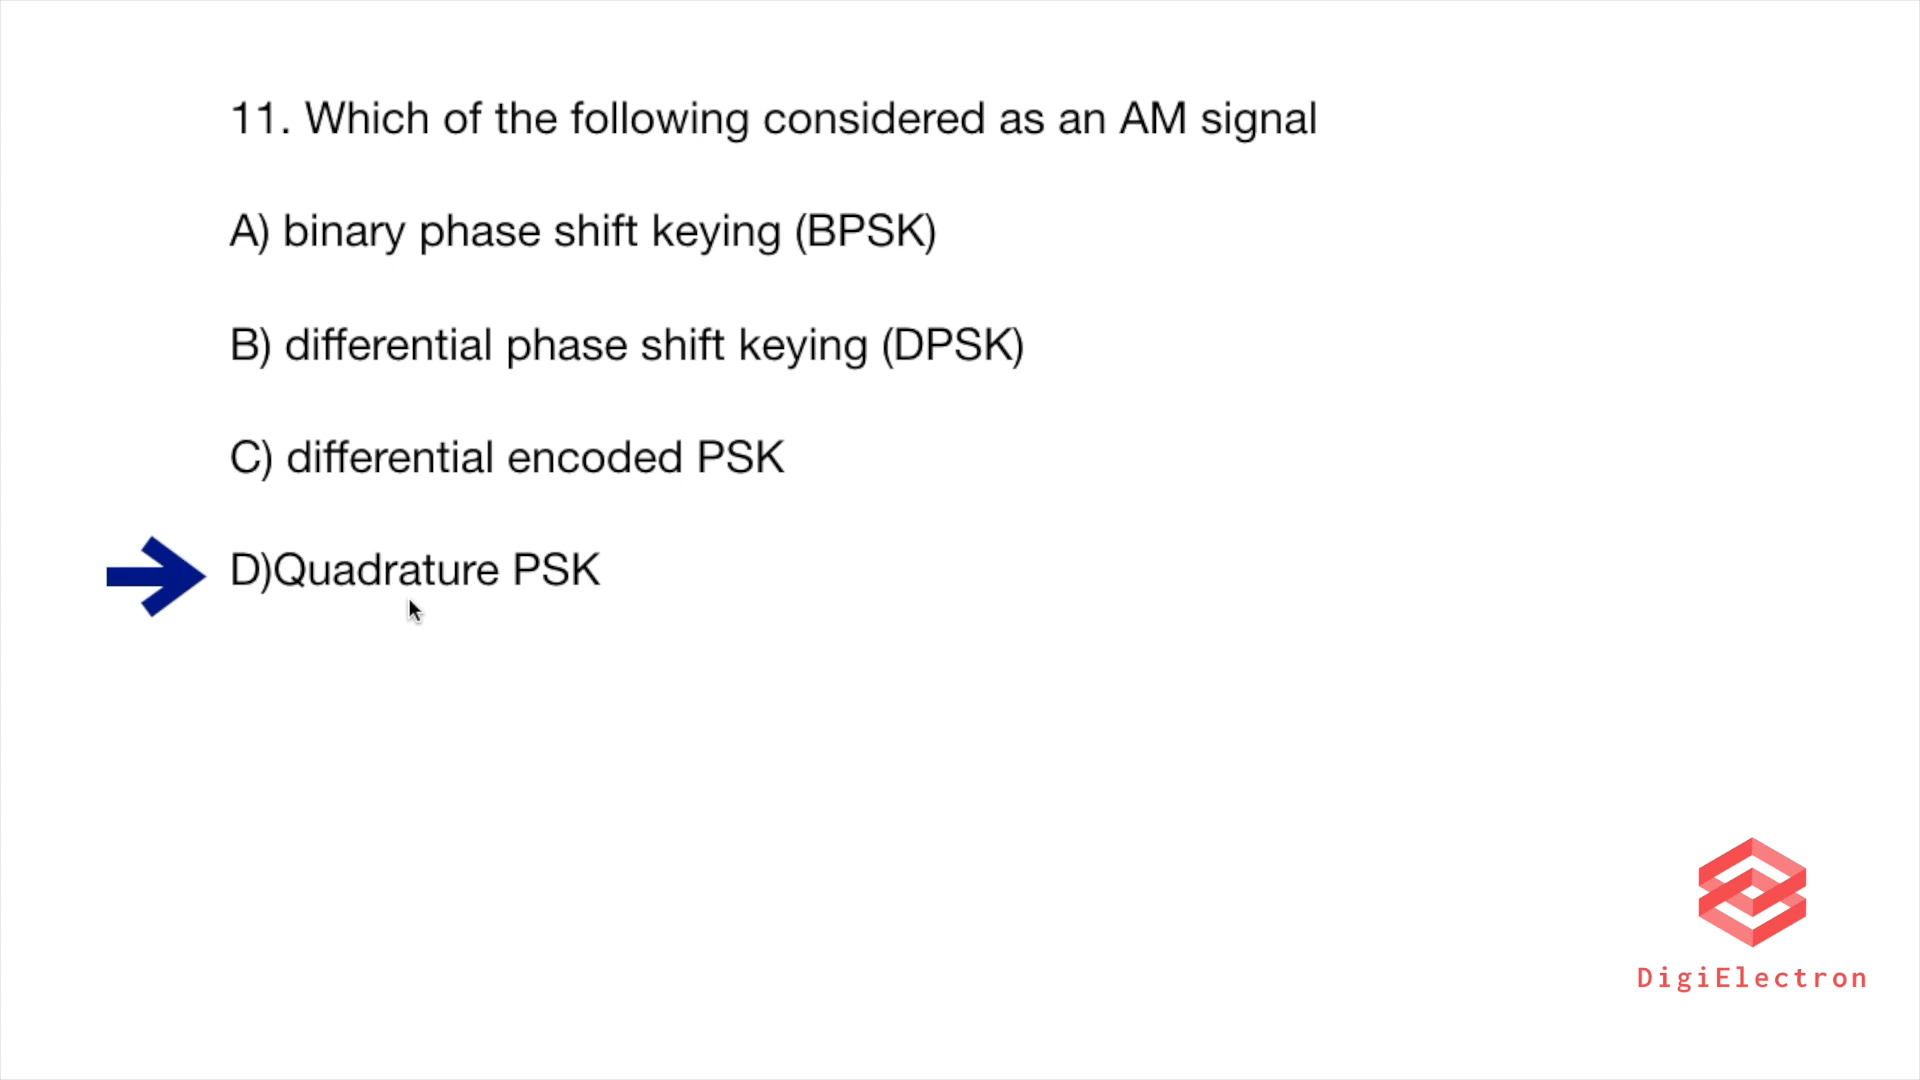 11. Which of the following considered as an AM signal
A) binary phase shift keying (BPSK)
B) differential phase shift keying (DPSK)
C) differential encoded PSK
D)Quadrature PSK
DigiElectron